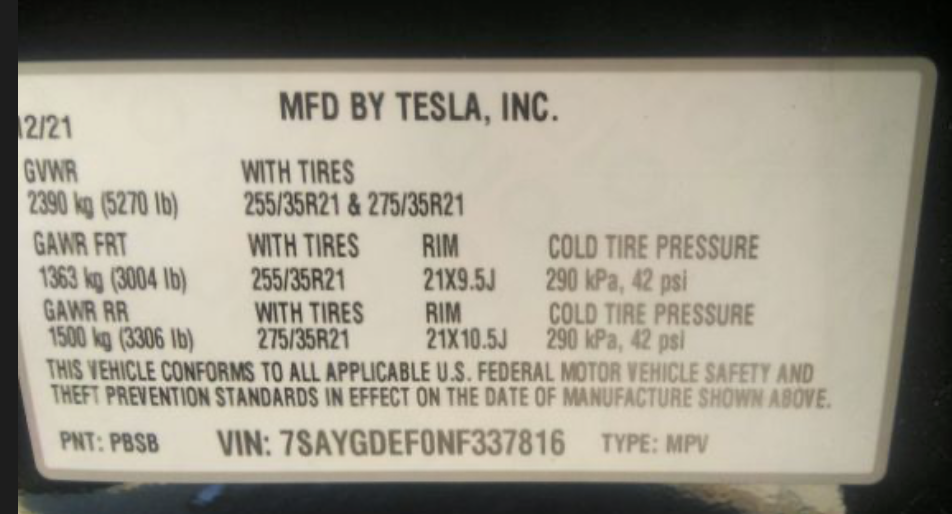 12/21
MFD BY TESLA, INC.
GVWR WITH TIRES
2390 kg (5270 lb) 255/35R21 & 275/35R21
GAWR FRT WITH TIRES RIM COLD TIRE PRESSURE
1363 kg (3004 lb) 255/35R21 21X9.5J 290 kPa, 42 psi
GAWR RR WITH TIRES RIM COLD TIRE PRESSURE
1500 kg (3306 lb) 275/35R21 21X10.5J 290 kPa, 42 psi
THIS VEHICLE CONFORMS TO ALL APPLICABLE U.S. FEDERAL MOTOR VEHICLE SAFETY AND
THEFT PREVENTION STANDARDS IN EFFECT ON THE DATE OF MANUFACTURE SHOWN ABOVE.
PNT: PBSB VIN: 7SAYGDEF0NF337816 TYPE: MPV